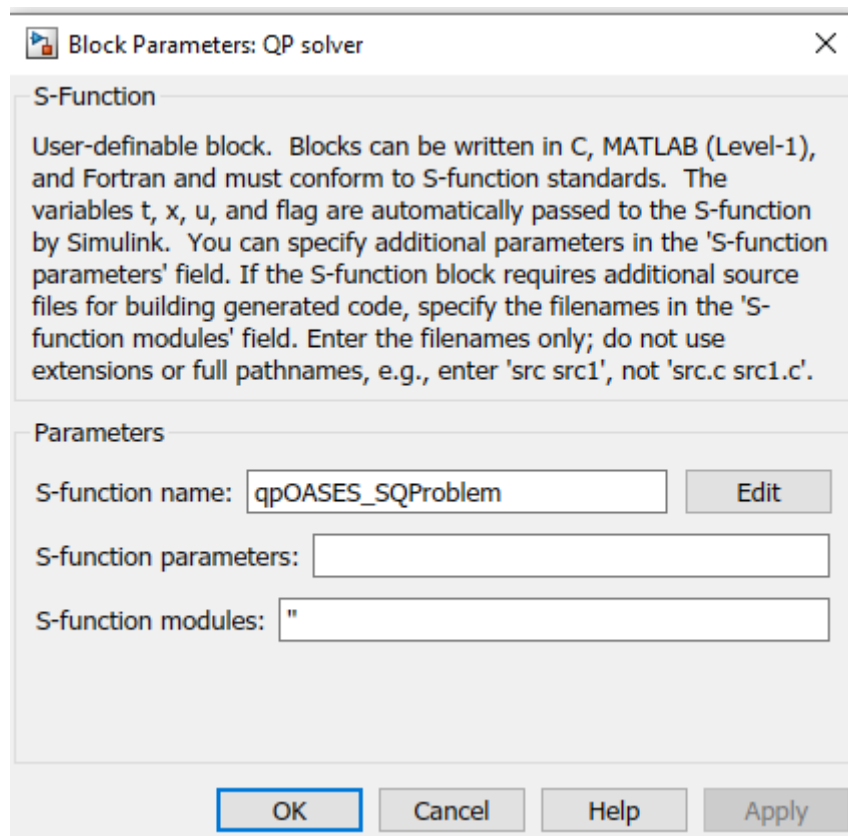 Block Parameters: QP solver
S-Function
User-definable block.  Blocks can be written in C, MATLAB (Level-1),
and Fortran and must conform to S-function standards.  The
variables t, x, u, and flag are automatically passed to the S-function
by Simulink.  You can specify additional parameters in the 'S-function
parameters' field. If the S-function block requires additional source
files for building generated code, specify the filenames in the 'S-
function modules' field. Enter the filenames only; do not use
extensions or full pathnames, e.g., enter 'src src1', not 'src.c src1.c'.
Parameters
S-function name: qpOASES_SQProblem Edit
S-function parameters:
S-function modules: ''
OK Cancel Help Apply